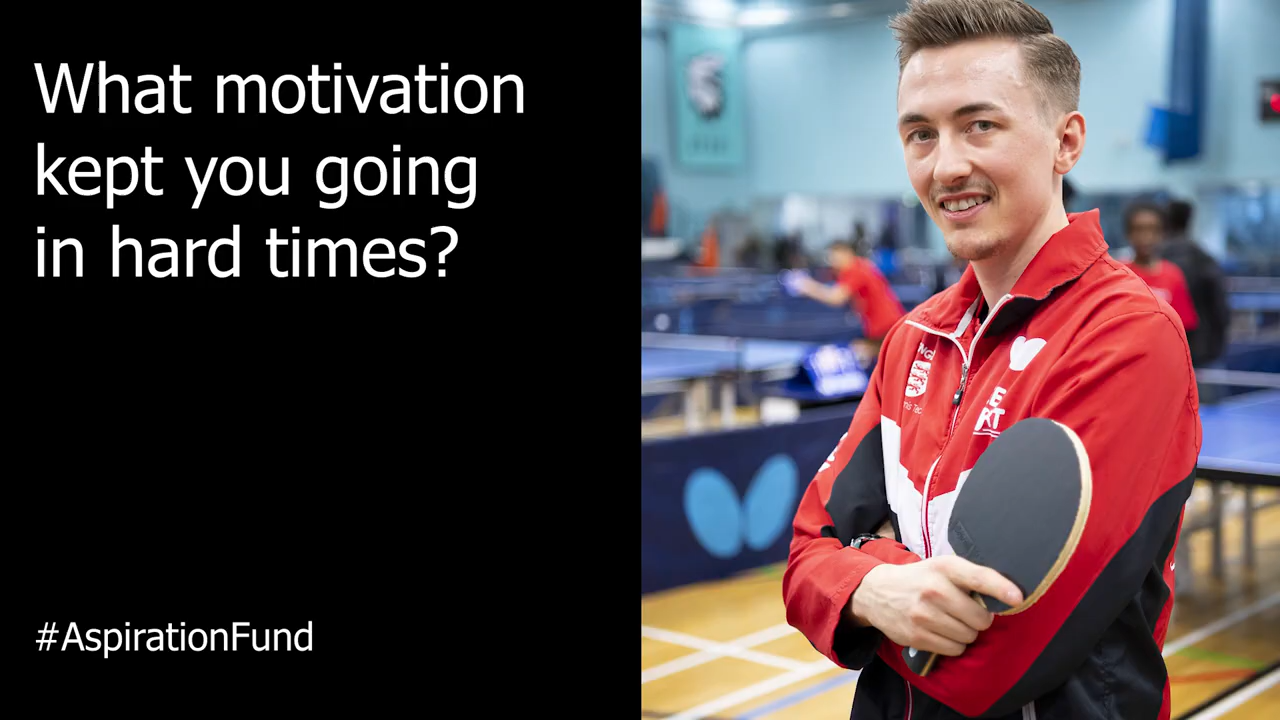 What motivation
kept you going
in hard times?
#AspirationFund